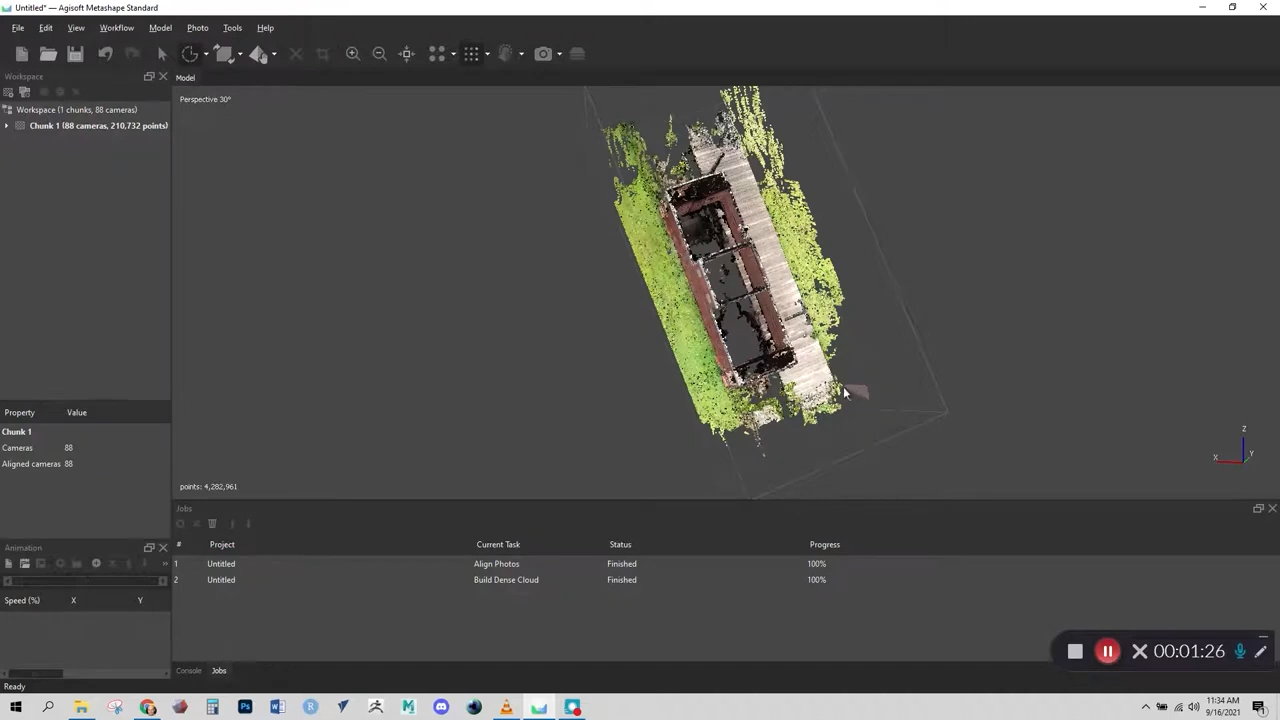 Untitled* — Agisoft Metashape Standard
File Edit View Workflow Model Photo Tools Help
Workspace
Model
Perspective 30°
Workspace (1 chunks, 88 cameras)
Chunk 1 (88 cameras, 210,732 points)
Property Value
Chunk 1
Cameras 88
Aligned cameras 88
Z
X Y
points: 4,282,961
Jobs
# Project Current Task Status Progress
1 Untitled Align Photos Finished 100%
2 Untitled Build Dense Cloud Finished 100%
Animation
»
Speed (%) X Y
00:01:26
Console Jobs
Ready
11:34 AM
9/16/2021